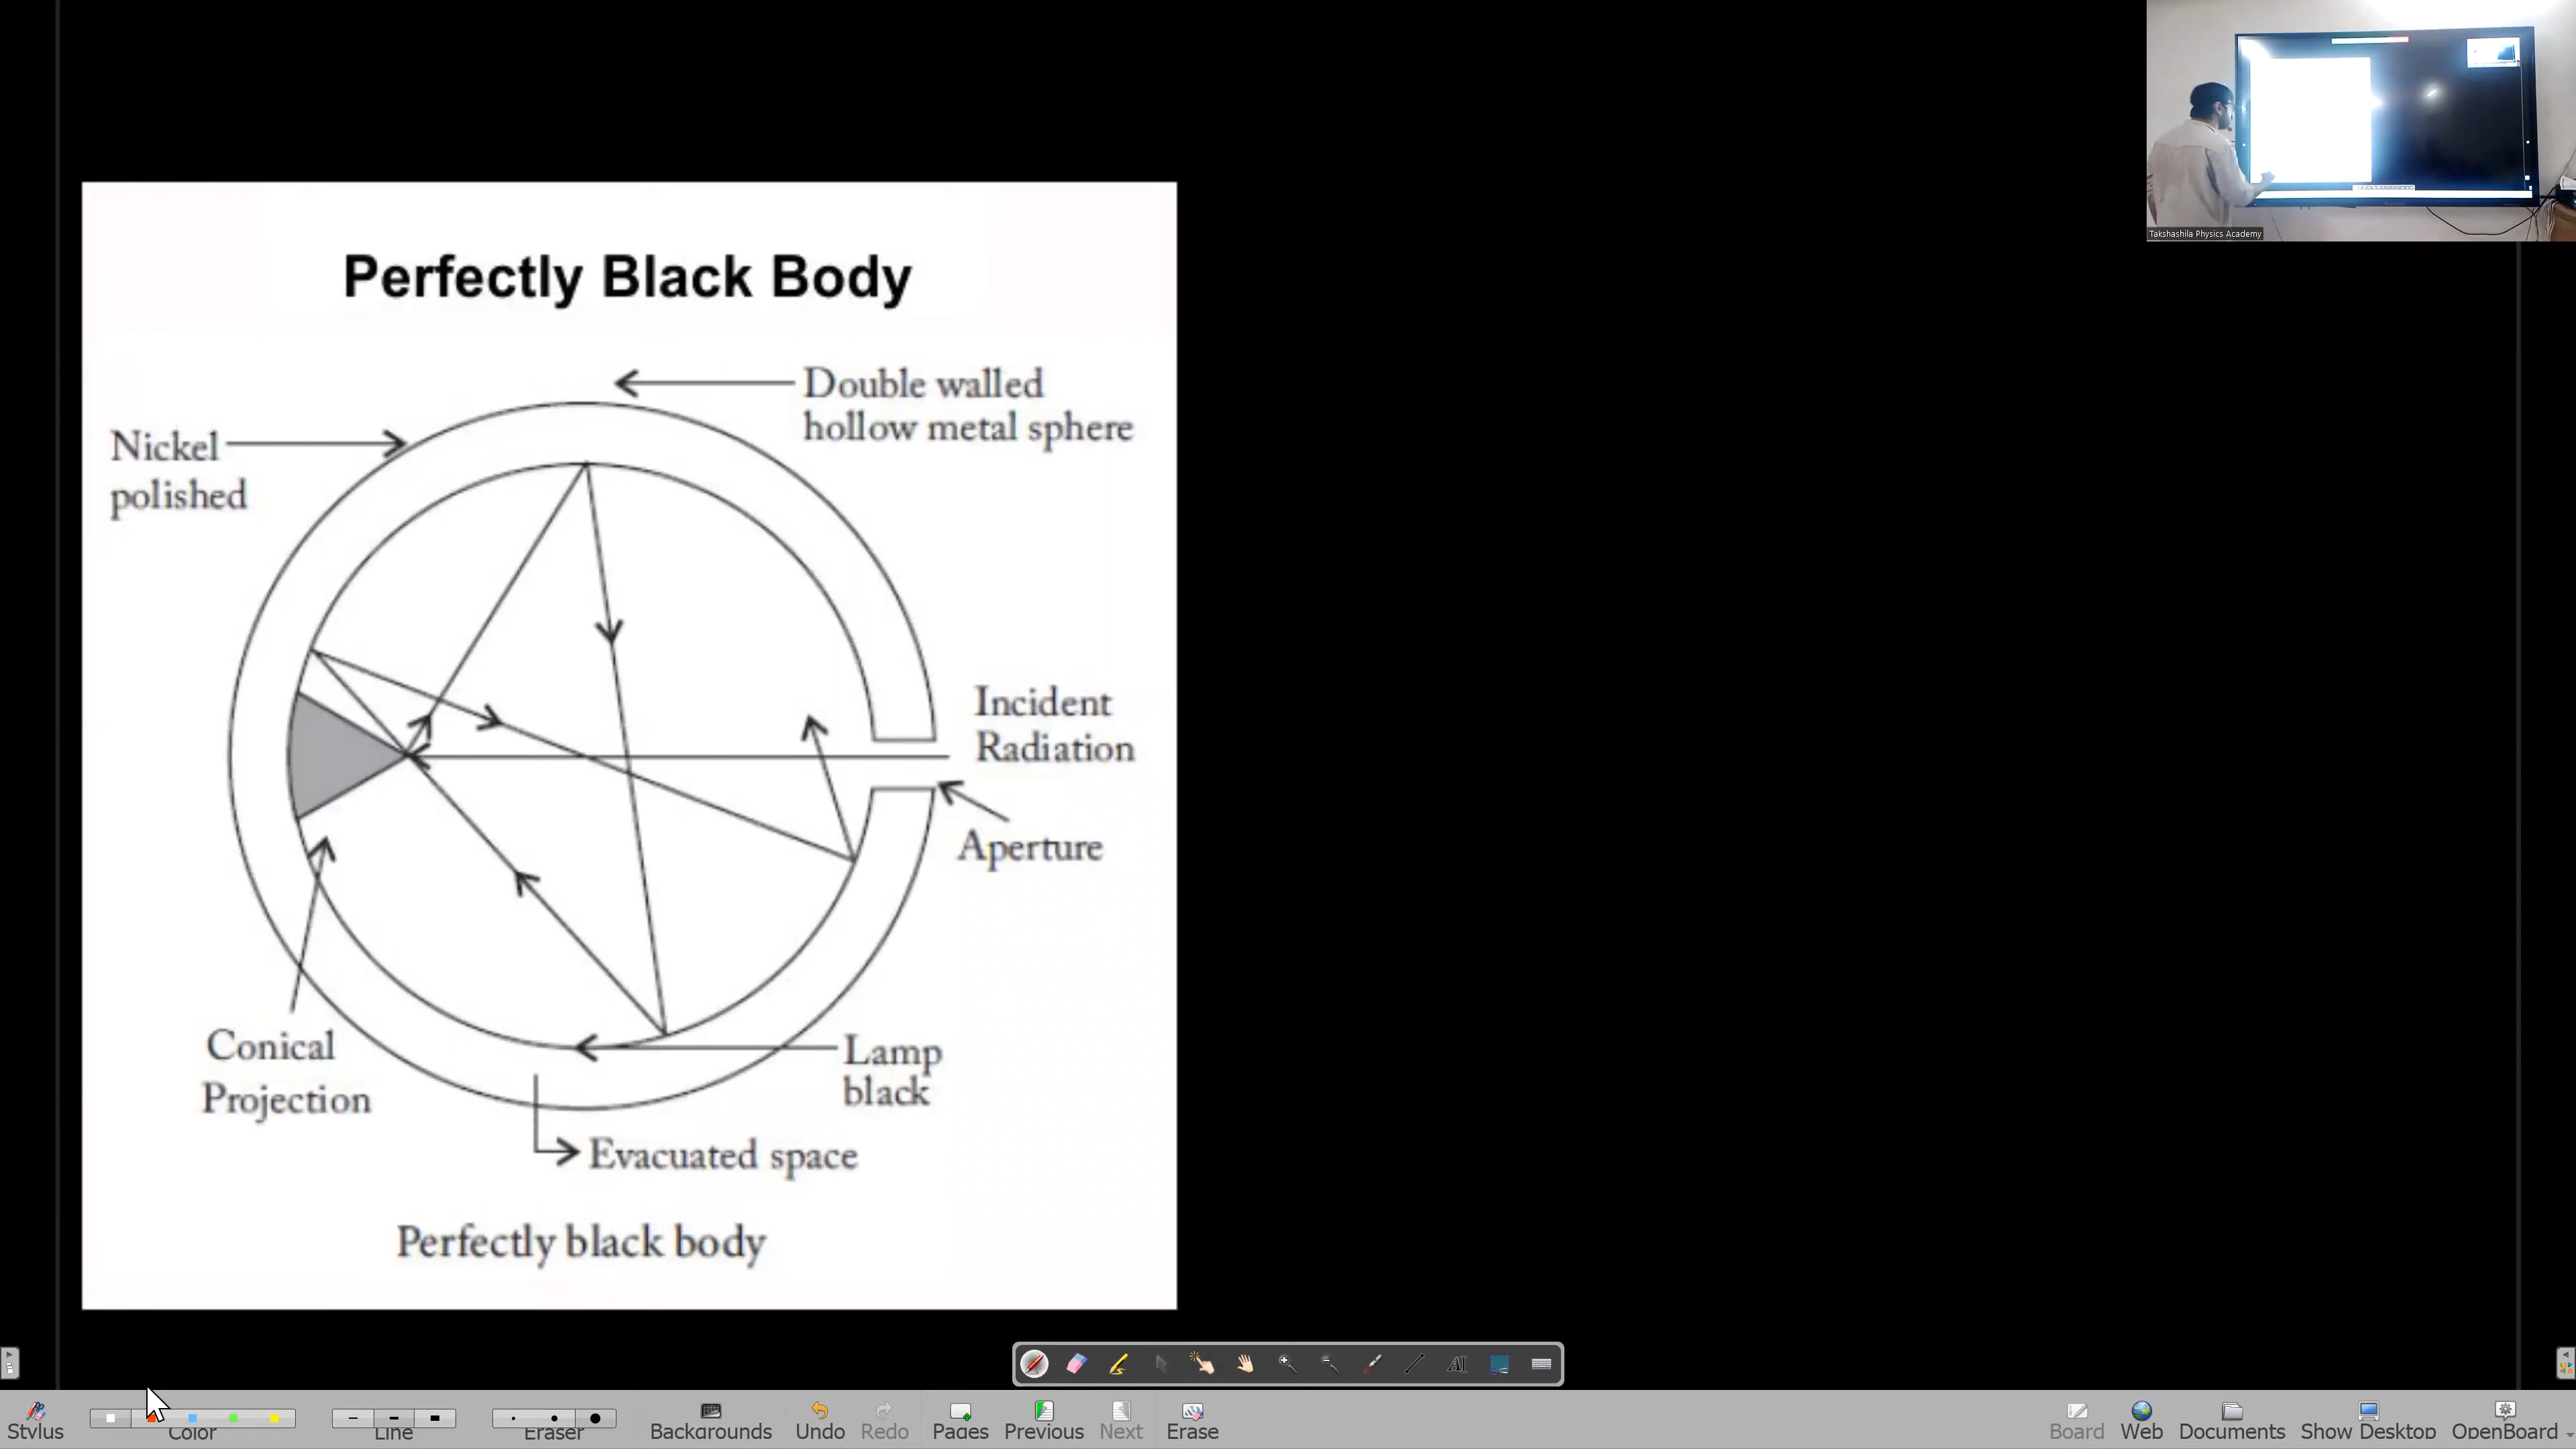 Takshashila Physics Academy
Perfectly Black Body
Double walled
hollow metal sphere
Nickel
polished
Incident
Radiation
Aperture
Conical
Projection
Lamp
black
Evacuated space
Perfectly black body
AI
Stylus
Color
Line
Eraser
Backgrounds
Undo
Redo
Pages
Previous
Next
Erase
Board
Web
Documents
Show Desktop
OpenBoard